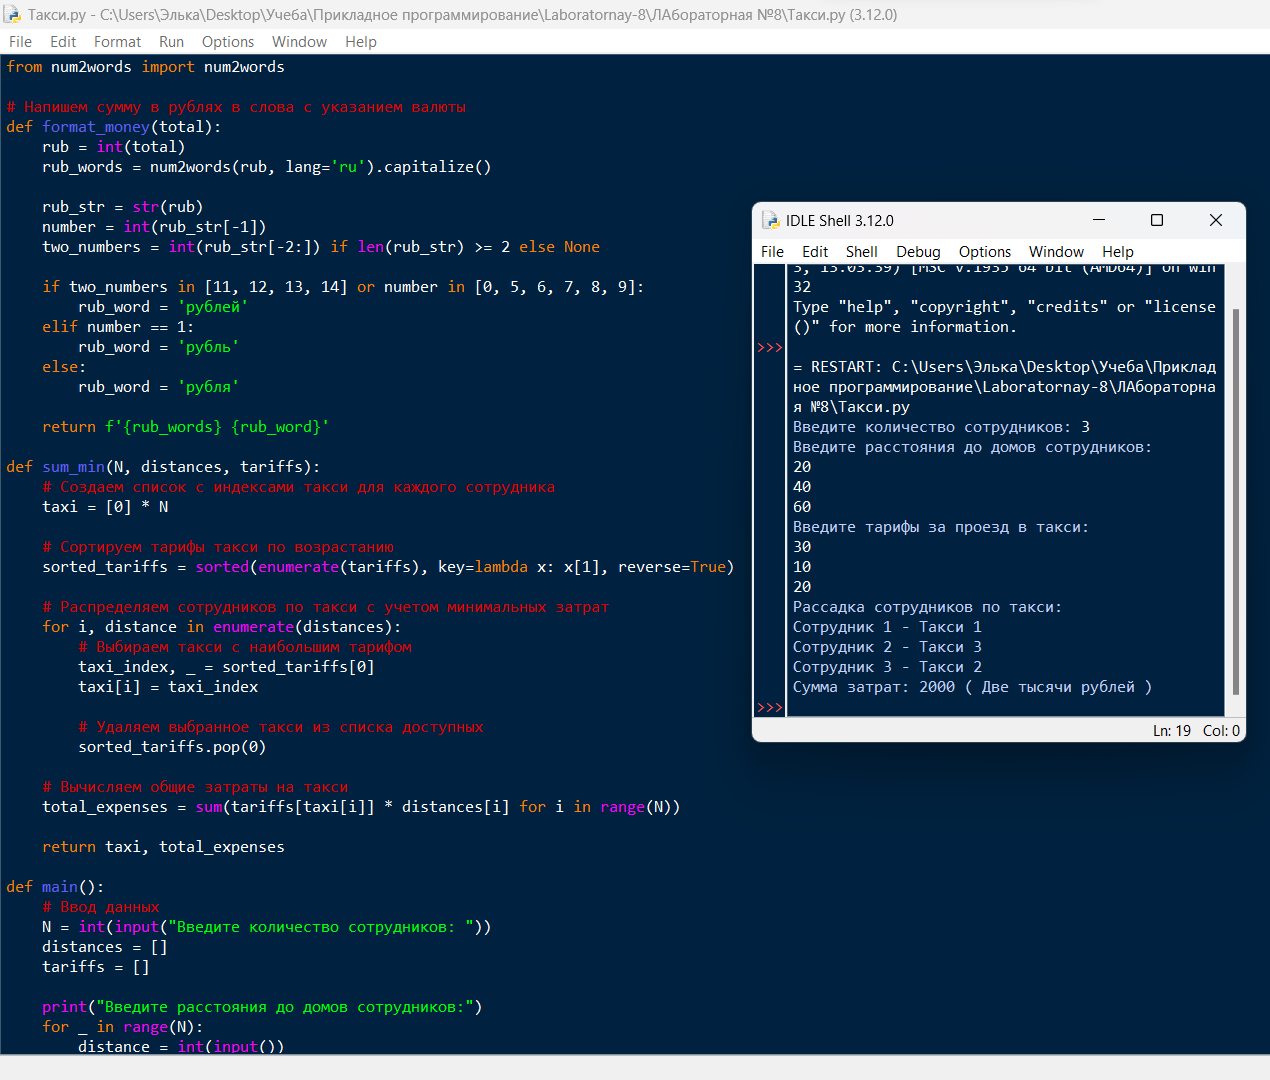 Такси.py - C:\Users\Элька\Desktop\Учеба\Прикладное программирование\Laboratornay-8\ЛАбораторная №8\Такси.py (3.12.0)
File Edit Format Run Options Window Help
from num2words import num2words
# Напишем сумму в рублях в слова с указанием валюты
def format_money(total):
    rub = int(total)
    rub_words = num2words(rub, lang='ru').capitalize()
    rub_str = str(rub)
    number = int(rub_str[-1])
    two_numbers = int(rub_str[-2:]) if len(rub_str) >= 2 else None
    if two_numbers in [11, 12, 13, 14] or number in [0, 5, 6, 7, 8, 9]:
        rub_word = 'рублей'
    elif number == 1:
        rub_word = 'рубль'
    else:
        rub_word = 'рубля'
    return f'{rub_words} {rub_word}'
def sum_min(N, distances, tariffs):
    # Создаем список с индексами такси для каждого сотрудника
    taxi = [0] * N
    # Сортируем тарифы такси по возрастанию
    sorted_tariffs = sorted(enumerate(tariffs), key=lambda x: x[1], reverse=True)
    # Распределяем сотрудников по такси с учетом минимальных затрат
    for i, distance in enumerate(distances):
        # Выбираем такси с наибольшим тарифом
        taxi_index, _ = sorted_tariffs[0]
        taxi[i] = taxi_index
        # Удаляем выбранное такси из списка доступных
        sorted_tariffs.pop(0)
    # Вычисляем общие затраты на такси
    total_expenses = sum(tariffs[taxi[i]] * distances[i] for i in range(N))
    return taxi, total_expenses
def main():
    # Ввод данных
    N = int(input("Введите количество сотрудников: "))
    distances = []
    tariffs = []
    print("Введите расстояния до домов сотрудников:")
    for _ in range(N):
        distance = int(input())
IDLE Shell 3.12.0
File Edit Shell Debug Options Window Help
3, 13:03:39) [MSC v.1935 64 bit (AMD64)] on win
32
Type "help", "copyright", "credits" or "license
()" for more information.
>>>
= RESTART: C:\Users\Элька\Desktop\Учеба\Приклад
ное программирование\Laboratornay-8\ЛАбораторна
я №8\Такси.py
Введите количество сотрудников: 3
Введите расстояния до домов сотрудников:
20
40
60
Введите тарифы за проезд в такси:
30
10
20
Рассадка сотрудников по такси:
Сотрудник 1 - Такси 1
Сотрудник 2 - Такси 3
Сотрудник 3 - Такси 2
Сумма затрат: 2000 ( Две тысячи рублей )
>>>
Ln: 19 Col: 0